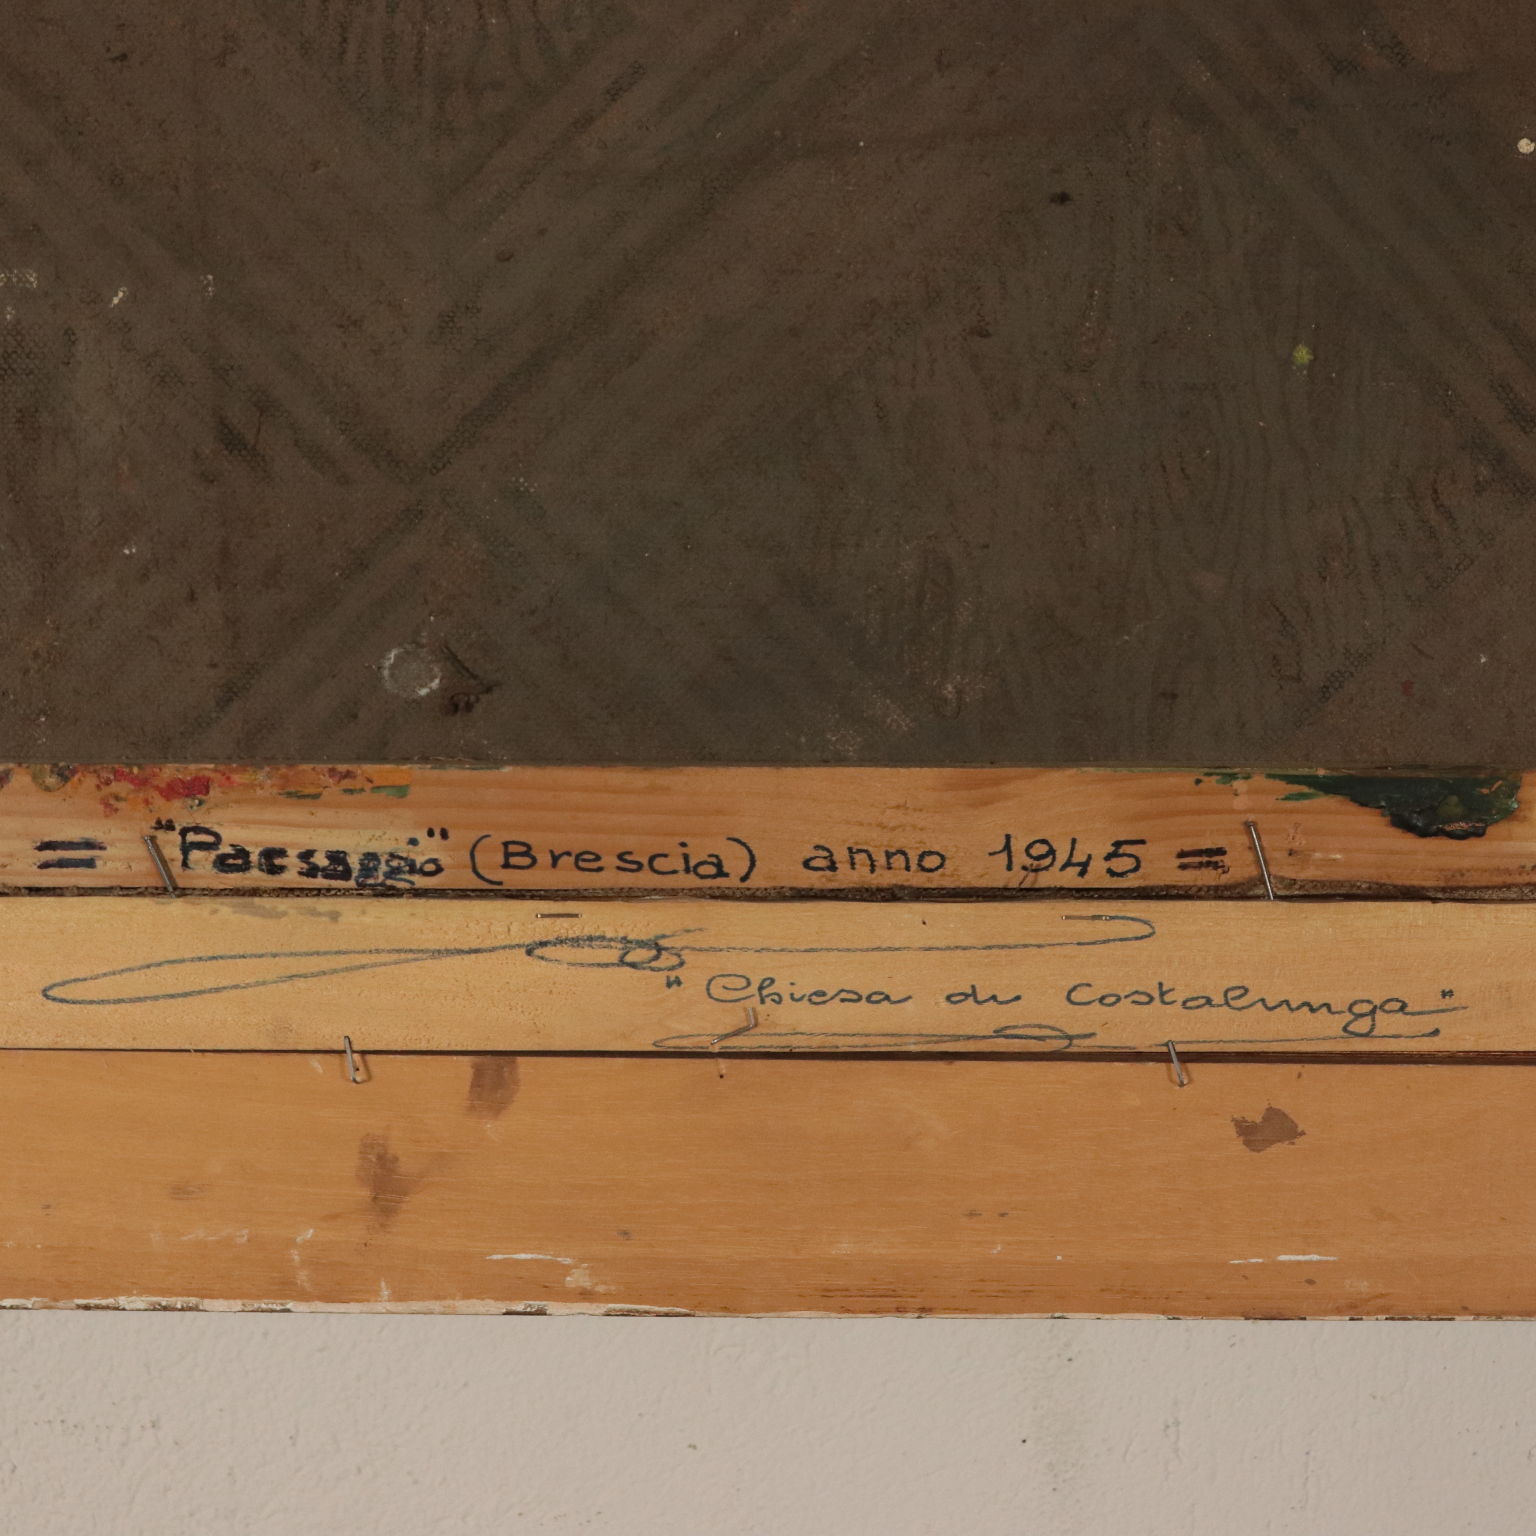 = "Paesaggio" (Brescia) anno 1945 =
"Chiesa di Costalunga"